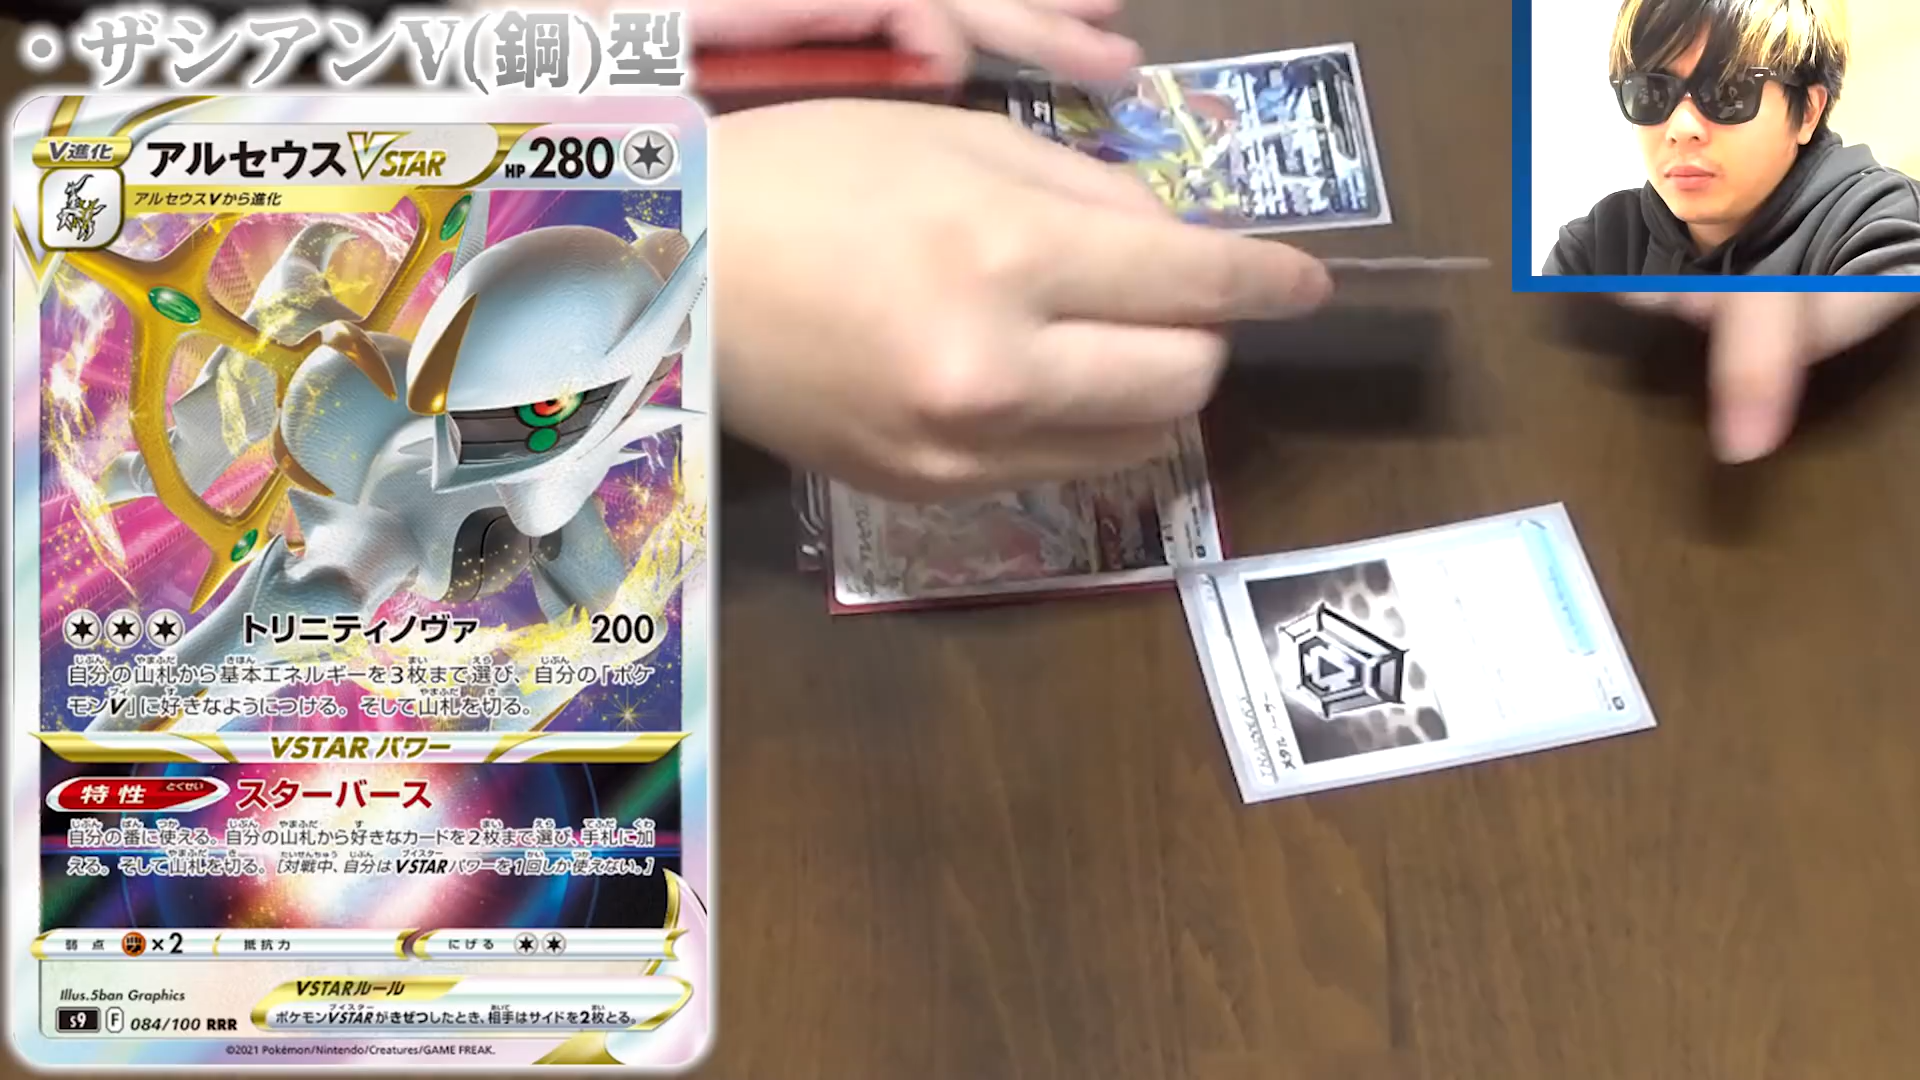 ・ザシアンV(鋼)型
V進化
アルセウスVSTAR
HP 280
アルセウスVから進化
トリニティノヴァ 200
自分の山札から基本エネルギーを3枚まで選び、自分の「ポケ
モンV」に好きなようにつける。そして山札を切る。
VSTARパワー
特性 スターバース
自分の番に使える。自分の山札から好きなカードを2枚まで選び、手札に加
える。そして山札を切る。[対戦中、自分はVSTARパワーを1回しか使えない。]
弱点 ×2 抵抗力 にげる
Illus.5ban Graphics
VSTARルール
ポケモンVSTARがきぜつしたとき、相手はサイドを2枚とる。
s9 F 084/100 RRR
©2021 Pokémon/Nintendo/Creatures/GAME FREAK.